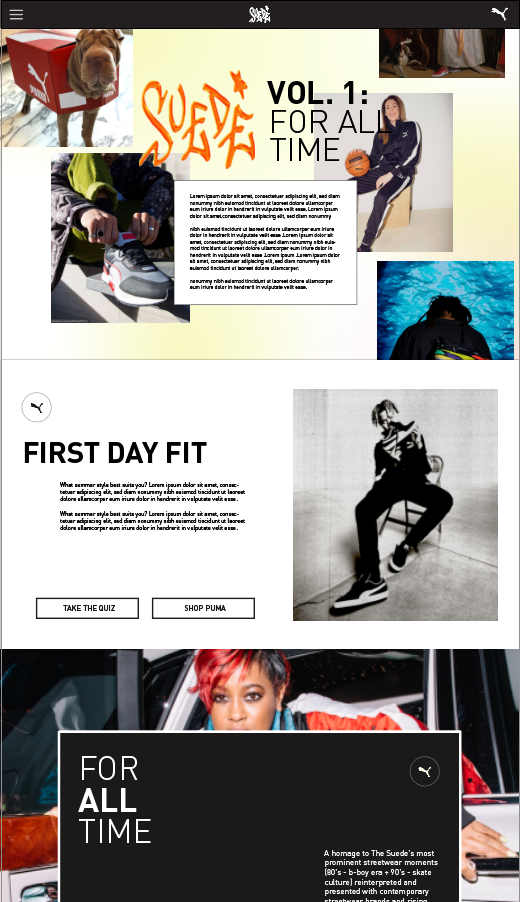 SUEDE
SUEDE
VOL. 1:
FOR ALL
TIME
Lorem ipsum dolor sit amet, consectetuer adipiscing elit, sed diam
nonummy nibh euismod tincidunt ut laoreet dolore ullamcorper
eum iriure dolor in hendrerit in vulputate velit esse. Lorem ipsum
dolor sit amet,consectetuer adipiscing elit, sed diam nonummy
nibh euismod tincidunt ut laoreet dolore ullamcorper eum iriure
dolor in hendrerit in vulputate velit esse .Lorem ipsum dolor sit
amet, consectetuer adipiscing elit, sed diam nonummy nibh euis-
mod tincidunt ut laoreet dolore ullamcorper eum iriure dolor in
hendrerit in vulputate velit esse .Lorem ipsum .Lorem ipsum dolor
sit amet, consectetuer adipiscing elit, sed diam nonummy nibh
euismod tincidunt ut laoreet dolore ullamcorper.
nonummy nibh euismod tincidunt ut laoreet dolore ullamcorper
eum iriure dolor in hendrerit in vulputate velit esse.
FIRST DAY FIT
What summer style best suits you? Lorem ipsum dolor sit amet, consec-
tetuer adipiscing elit, sed diam nonummy nibh euismod tincidunt ut laoreet
dolore ullamcorper eum iriure dolor in hendrerit in vulputate velit esse .
What summer style best suits you? Lorem ipsum dolor sit amet, consec-
tetuer adipiscing elit, sed diam nonummy nibh euismod tincidunt ut laoreet
dolore ullamcorper eum iriure dolor in hendrerit in vulputate velit esse .
TAKE THE QUIZ
SHOP PUMA
FOR
ALL
TIME
A homage to The Suede's most
prominent streetwear moments
(80's - b-boy era + 90's - skate
culture) reinterpreted and
presented with contemporary
streetwear brands and rising